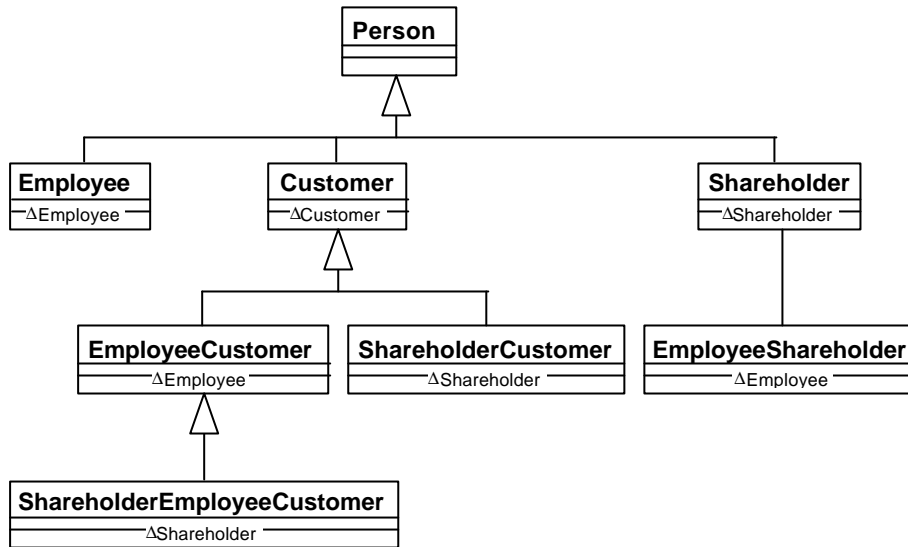 Person
Employee
ΔEmployee
Customer
ΔCustomer
Shareholder
ΔShareholder
EmployeeCustomer
ΔEmployee
ShareholderCustomer
ΔShareholder
EmployeeShareholder
ΔEmployee
ShareholderEmployeeCustomer
ΔShareholder